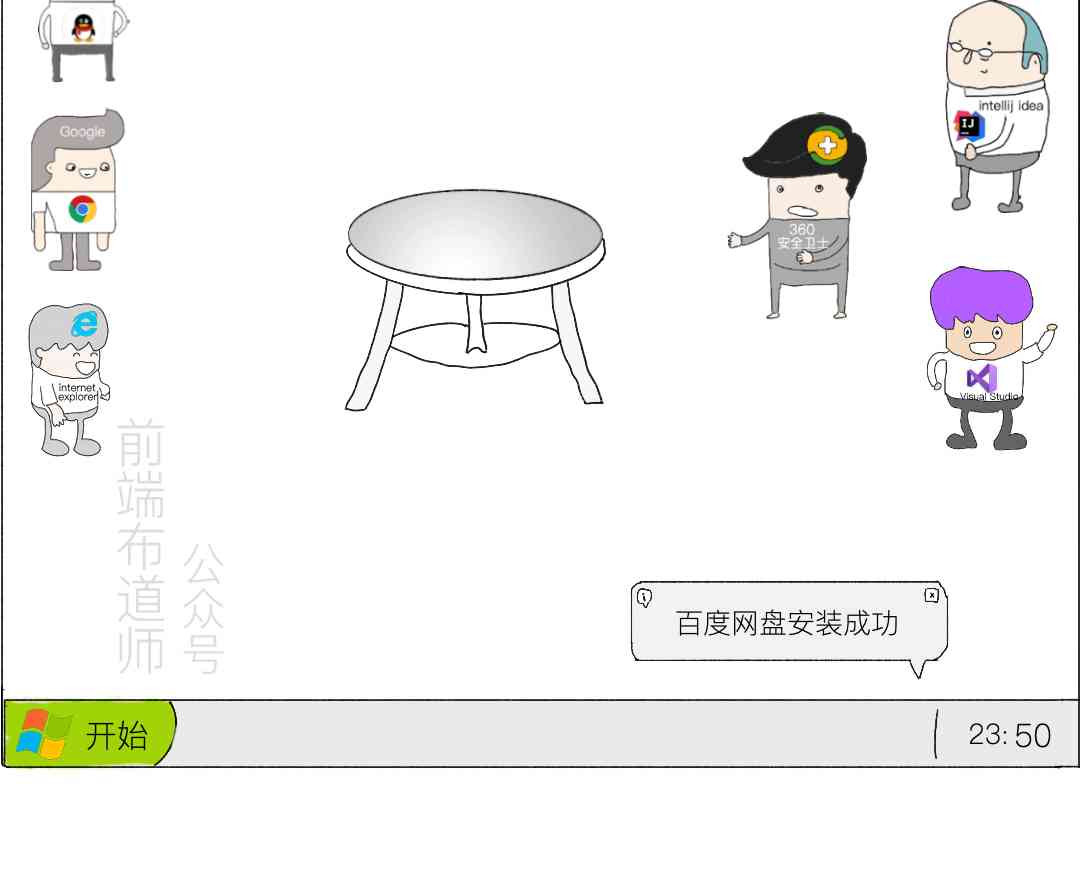 Google
intellij idea
IJ
360
安全卫士
internet
explorer
Visual Studio
前端布道师
公众号
百度网盘安装成功
开始
23:50